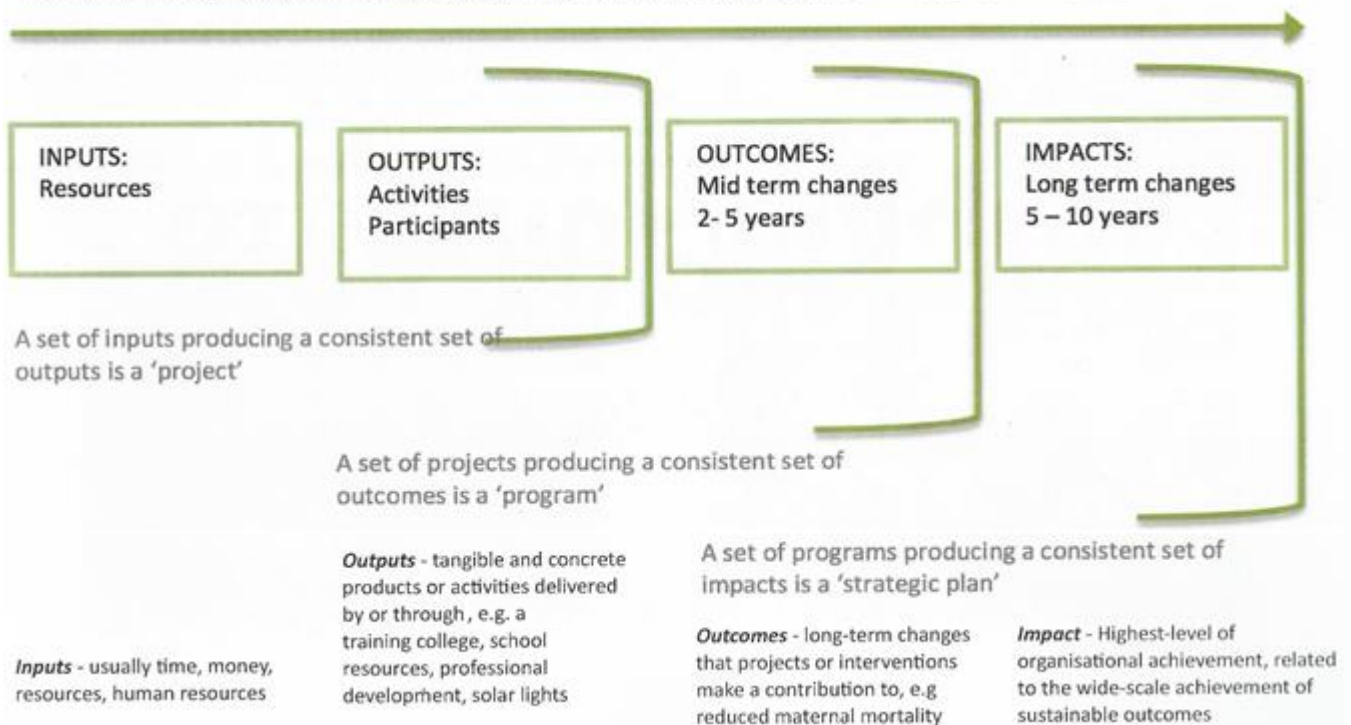 INPUTS:
Resources
OUTPUTS:
Activities
Participants
OUTCOMES:
Mid term changes
2- 5 years
IMPACTS:
Long term changes
5 – 10 years
A set of inputs producing a consistent set of
outputs is a ‘project’
A set of projects producing a consistent set of
outcomes is a ‘program’
A set of programs producing a consistent set of
impacts is a ‘strategic plan’
Inputs - usually time, money,
resources, human resources
Outputs - tangible and concrete
products or activities delivered
by or through, e.g. a
training college, school
resources, professional
development, solar lights
Outcomes - long-term changes
that projects or interventions
make a contribution to, e.g
reduced maternal mortality
Impact - Highest-level of
organisational achievement, related
to the wide-scale achievement of
sustainable outcomes